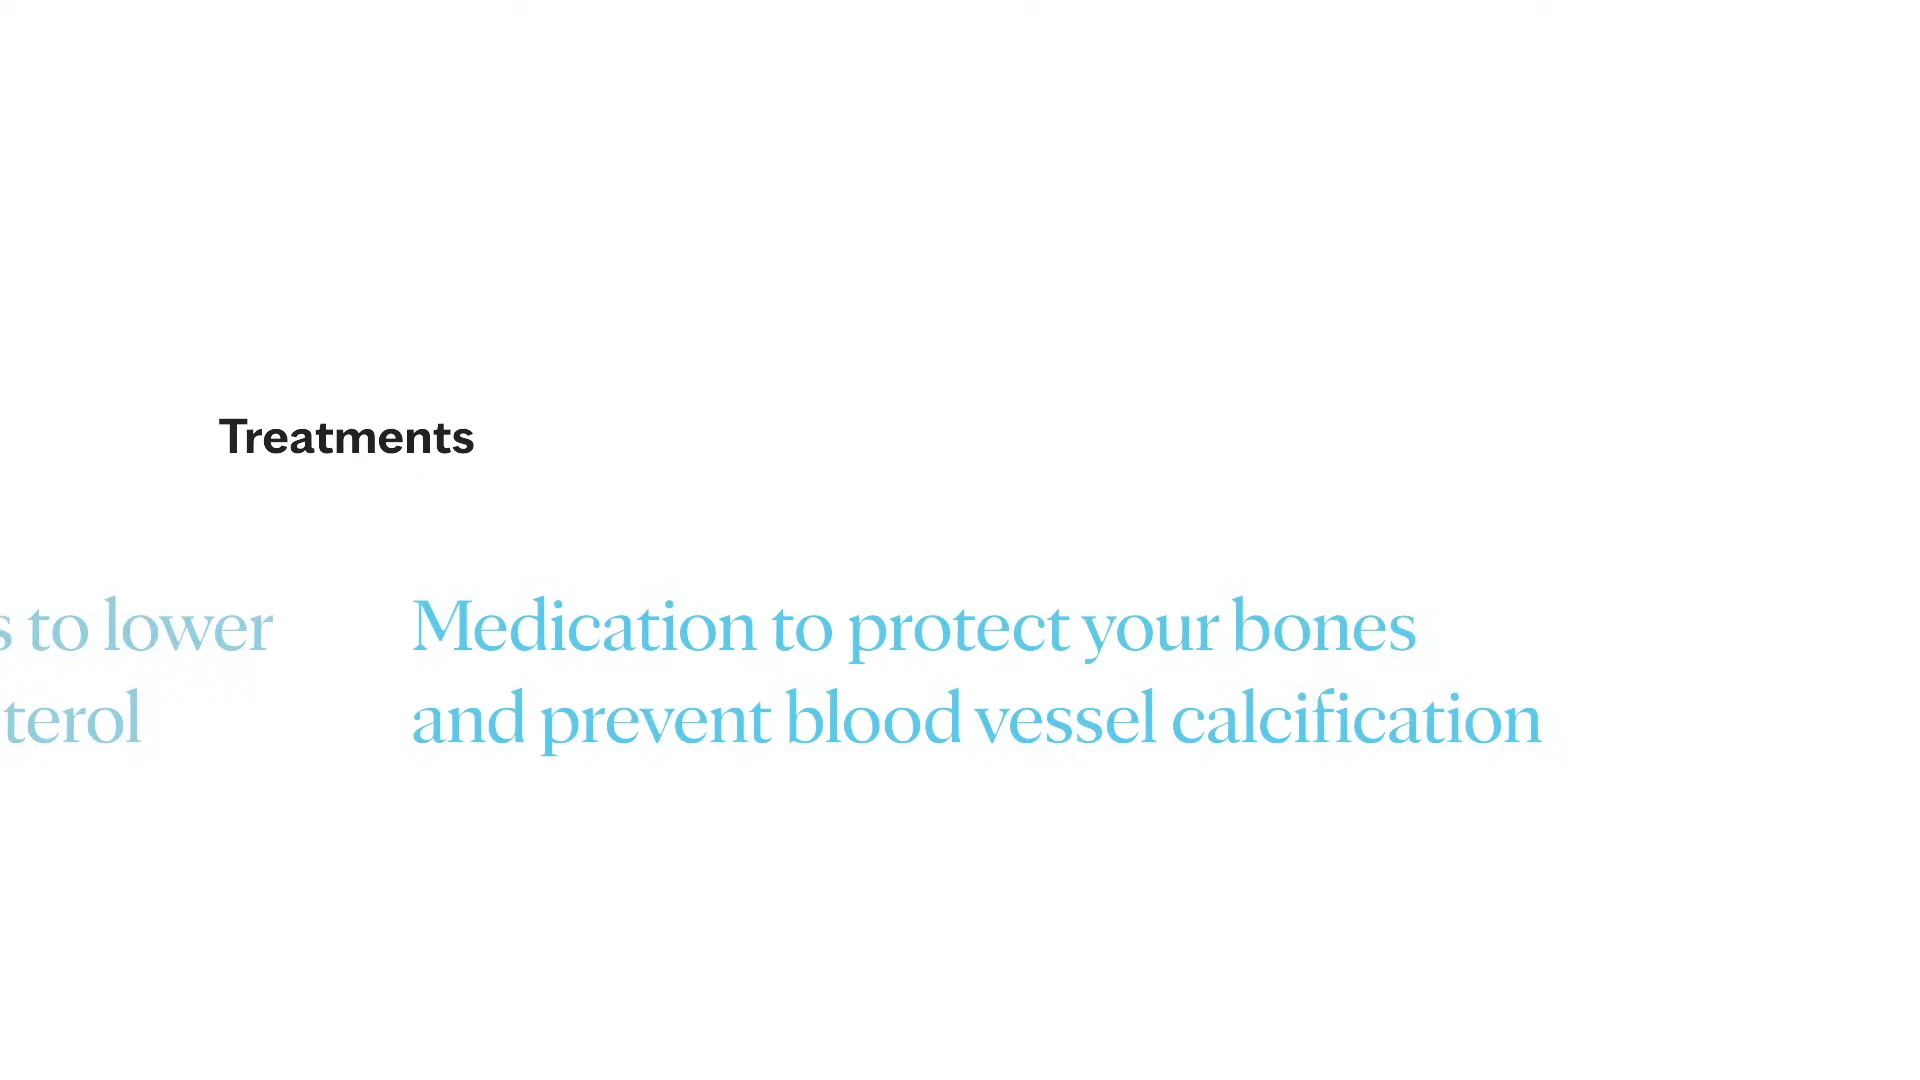 Treatments
s to lower
terol
Medication to protect your bones
and prevent blood vessel calcification